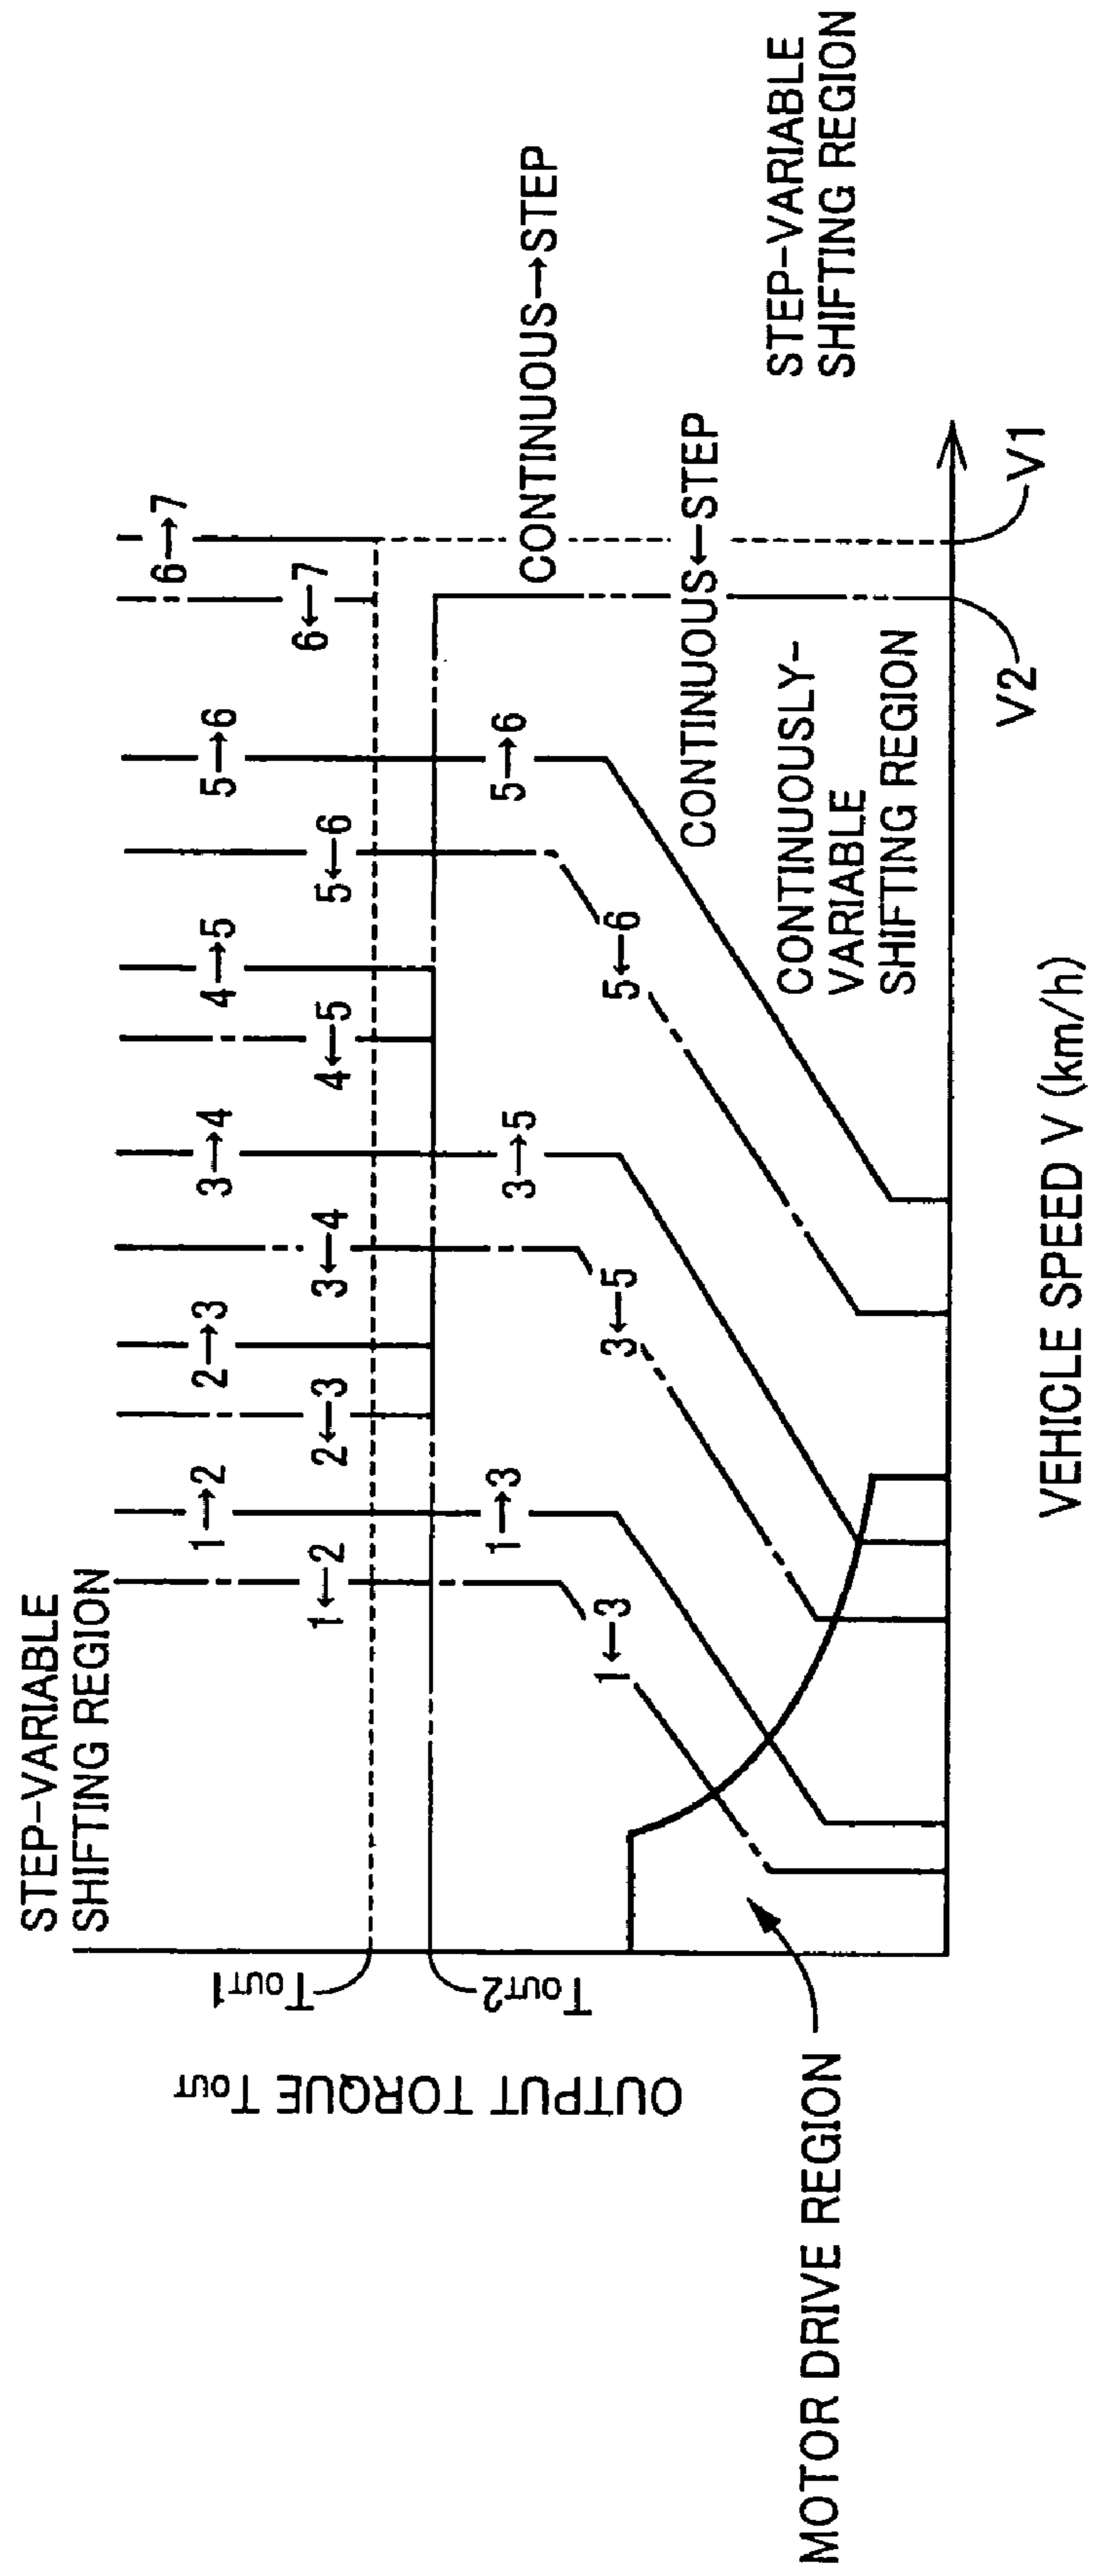 STEP-VARIABLE
SHIFTING REGION
6→7
6←7
5→6
5←6
4→5
4←5
3→4
3←4
2→3
2←3
1→2
1←2
TOUT1
TOUT2
OUTPUT TORQUE TOUT
CONTINUOUS→STEP
CONTINUOUS←STEP
5→6
5←6
3→5
3←5
1→3
1←3
CONTINUOUSLY-
VARIABLE
SHIFTING REGION
STEP-VARIABLE
SHIFTING REGION
MOTOR DRIVE REGION
V2
V1
VEHICLE SPEED V (km/h)